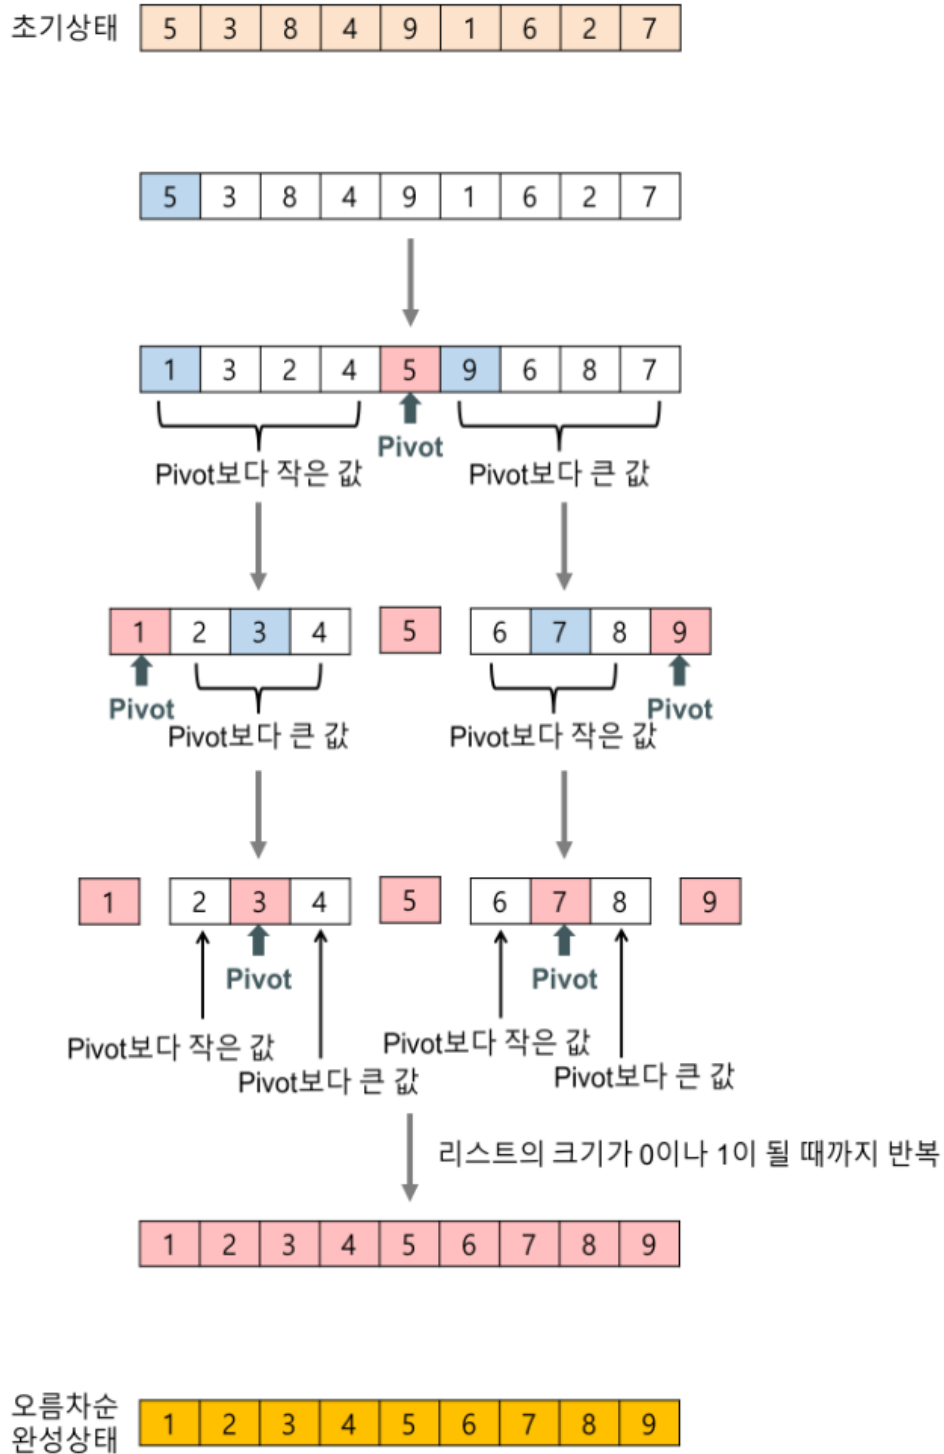 초기상태 5 3 8 4 9 1 6 2 7
5 3 8 4 9 1 6 2 7
1 3 2 4 5 9 6 8 7
Pivot
Pivot보다 작은 값 Pivot보다 큰 값
1 2 3 4 5 6 7 8 9
Pivot Pivot
Pivot보다 큰 값 Pivot보다 작은 값
1 2 3 4 5 6 7 8 9
Pivot Pivot
Pivot보다 작은 값 Pivot보다 작은 값
Pivot보다 큰 값 Pivot보다 큰 값
리스트의 크기가 0이나 1이 될 때까지 반복
1 2 3 4 5 6 7 8 9
오름차순
완성상태 1 2 3 4 5 6 7 8 9